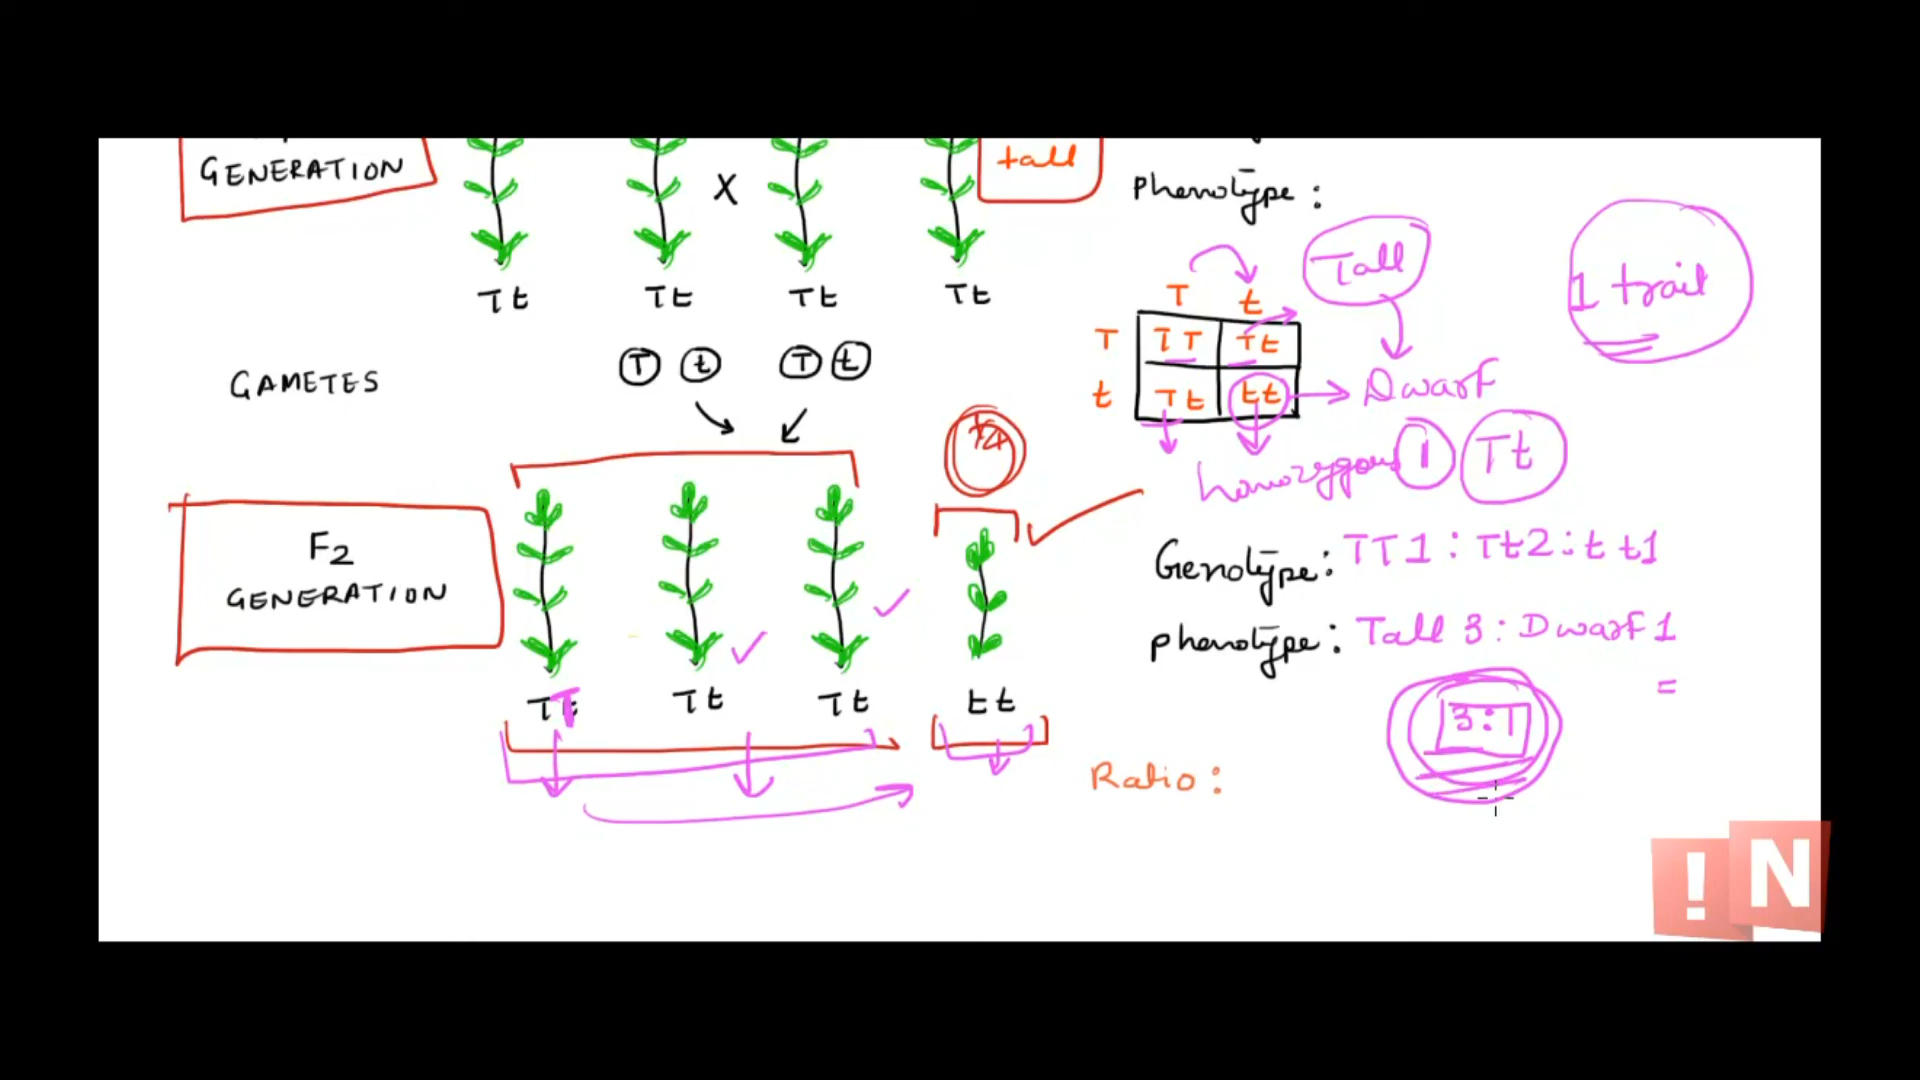 GENERATION
tall
Phenotype :
X
Tt Tt Tt Tt
Tall
1 trait
T t
T TT Tt
t Tt tt
Dwarf
GAMETES
T t T t
homozygous 1 Tt
F2
GENERATION
Genotype: TT1 : Tt2 : tt1
phenotype: Tall 3 : Dwarf 1
=
3:1
TT Tt Tt tt
Ratio :
! N